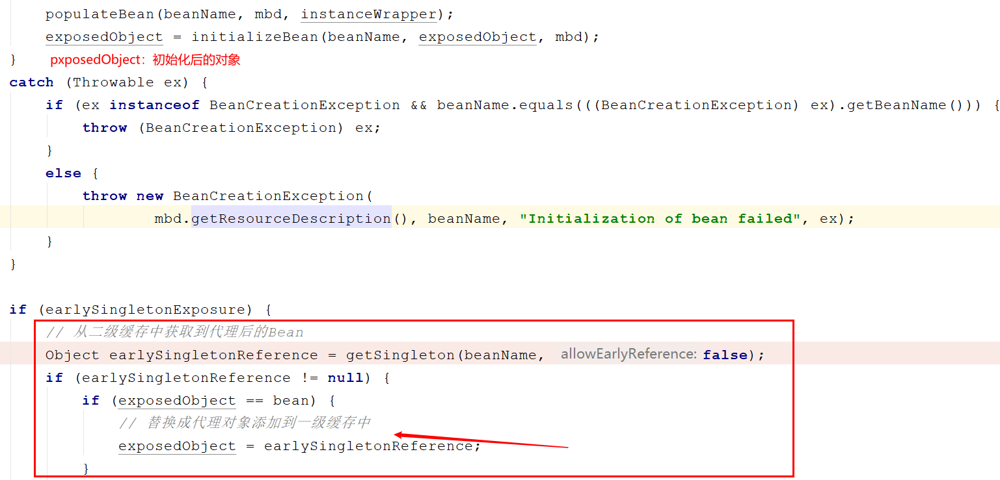 populateBean(beanName, mbd, instanceWrapper);
exposedObject = initializeBean(beanName, exposedObject, mbd);
} pxposedObject：初始化后的对象
catch (Throwable ex) {
if (ex instanceof BeanCreationException && beanName.equals(((BeanCreationException) ex).getBeanName())) {
throw (BeanCreationException) ex;
}
else {
throw new BeanCreationException(
mbd.getResourceDescription(), beanName, "Initialization of bean failed", ex);
}
}
if (earlySingletonExposure) {
// 从二级缓存中获取到代理后的Bean
Object earlySingletonReference = getSingleton(beanName, allowEarlyReference: false);
if (earlySingletonReference != null) {
if (exposedObject == bean) {
// 替换成代理对象添加到一级缓存中
exposedObject = earlySingletonReference;
}